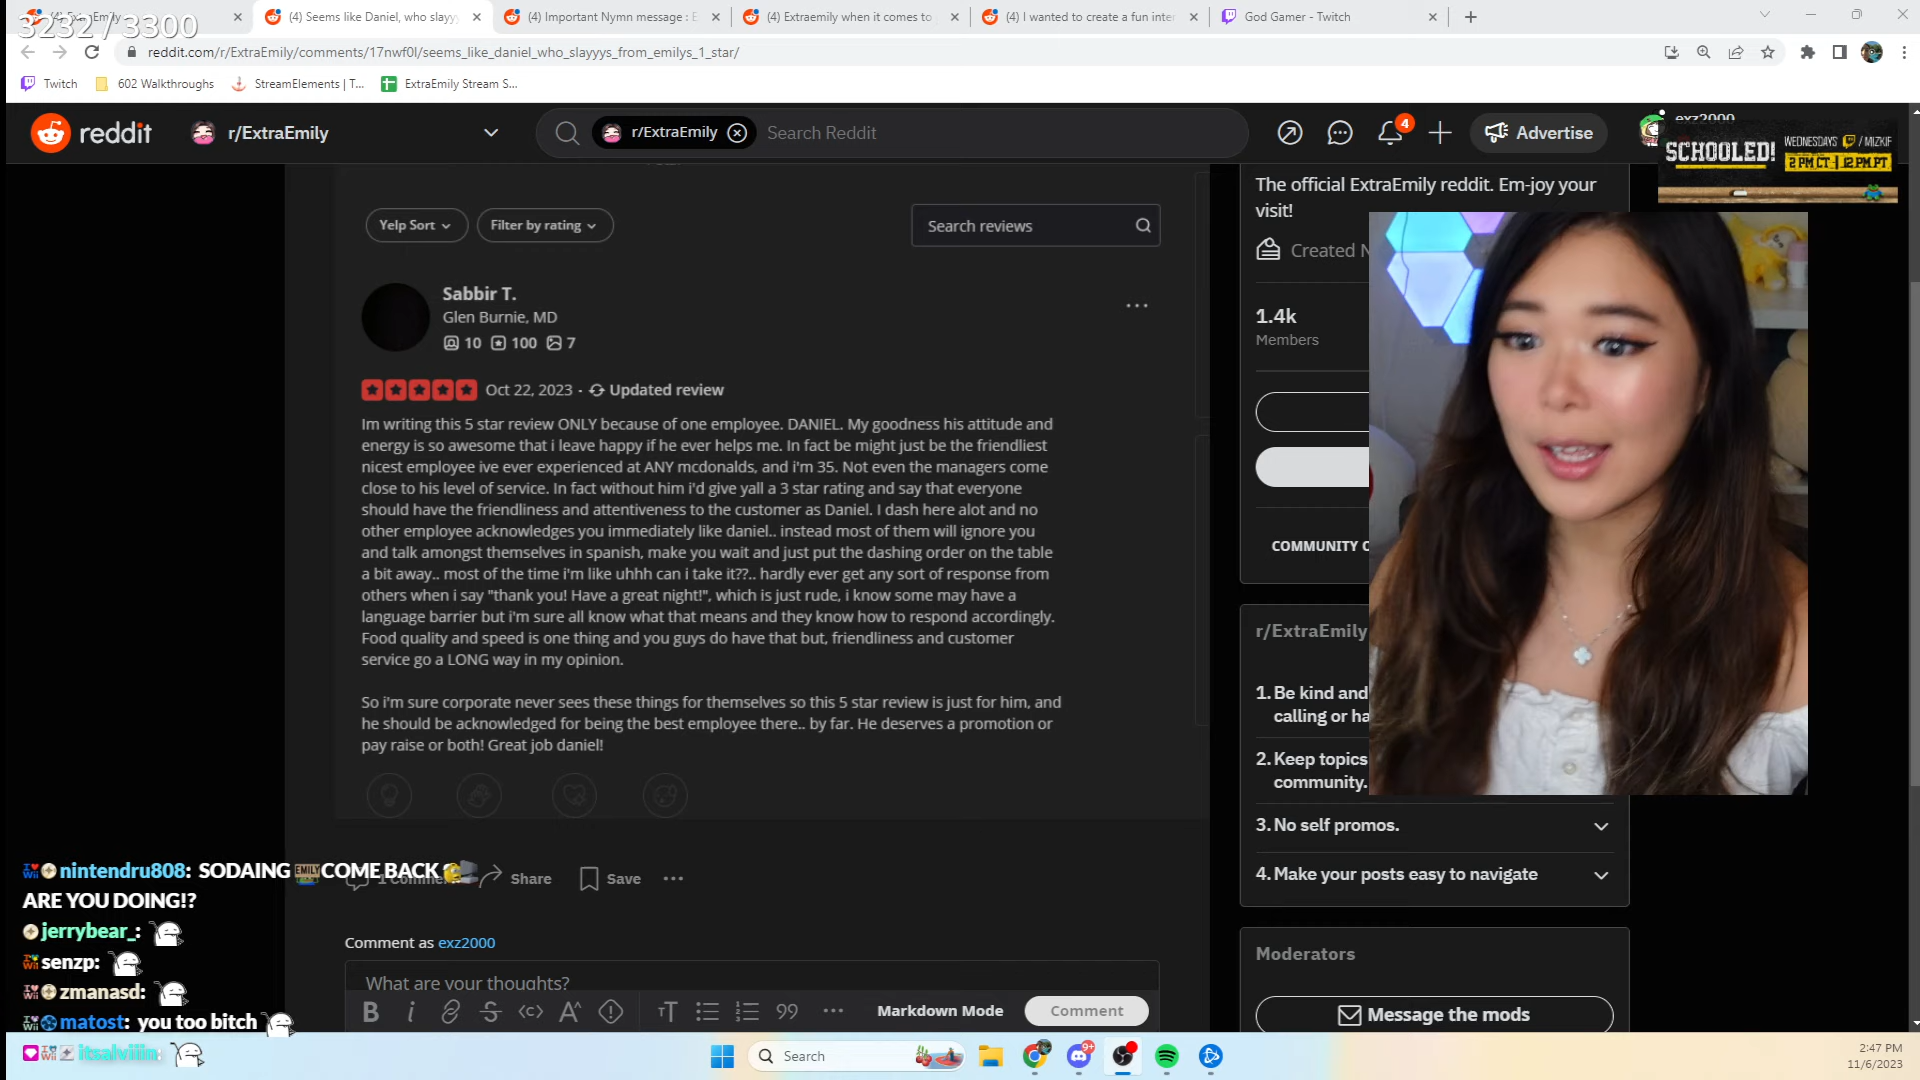 3232 / 3300
(4) Seems like Daniel, who slayyy
(4) Important Nymn message : E
(4) Extraemily when it comes to
(4) I wanted to create a fun inte
God Gamer - Twitch
reddit.com/r/ExtraEmily/comments/17nwf0l/seems_like_daniel_who_slayyys_from_emilys_1_star/
Twitch
602 Walkthroughs
StreamElements | T...
ExtraEmily Stream S...
reddit
r/ExtraEmily
r/ExtraEmily
Search Reddit
4
Advertise
exz2000
SCHOOLED!
WEDNESDAYS / MIZKIF
2 PM CT | 12 PM PT
The official ExtraEmily reddit. Em-joy your
visit!
Created N
1.4k
Members
COMMUNITY O
r/ExtraEmily
1. Be kind and
calling or ha
2. Keep topics
community.
3. No self promos.
4. Make your posts easy to navigate
Moderators
Message the mods
Yelp Sort
Filter by rating
Search reviews
Sabbir T.
Glen Burnie, MD
10 100 7
Oct 22, 2023 - Updated review
Im writing this 5 star review ONLY because of one employee. DANIEL. My goodness his attitude and
energy is so awesome that i leave happy if he ever helps me. In fact be might just be the friendliest
nicest employee ive ever experienced at ANY mcdonalds, and i'm 35. Not even the managers come
close to his level of service. In fact without him i'd give yall a 3 star rating and say that everyone
should have the friendliness and attentiveness to the customer as Daniel. I dash here alot and no
other employee acknowledges you immediately like daniel.. instead most of them will ignore you
and talk amongst themselves in spanish, make you wait and just put the dashing order on the table
a bit away.. most of the time i'm like uhhh can i take it??.. hardly ever get any sort of response from
others when i say "thank you! Have a great night!", which is just rude, i know some may have a
language barrier but i'm sure all know what that means and they know how to respond accordingly.
Food quality and speed is one thing and you guys do have that but, friendliness and customer
service go a LONG way in my opinion.
So i'm sure corporate never sees these things for themselves so this 5 star review is just for him, and
he should be acknowledged for being the best employee there.. by far. He deserves a promotion or
pay raise or both! Great job daniel!
Share
Save
Comment as exz2000
What are your thoughts?
Markdown Mode
Comment
nintendru808: SODAING EMILY COME BACK
ARE YOU DOING!?
jerrybear_:
senzp:
zmanasd:
matost: you too bitch
itsalviiin:
Search
9+
2:47 PM
11/6/2023